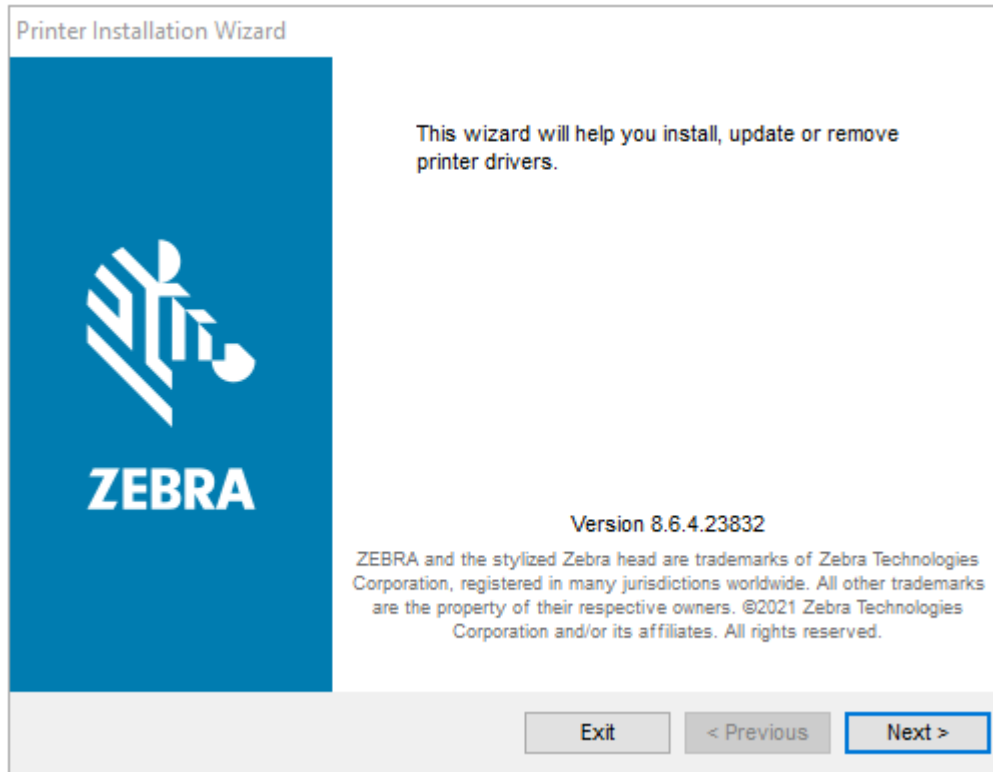 Printer Installation Wizard
This wizard will help you install, update or remove
printer drivers.
ZEBRA
Version 8.6.4.23832
ZEBRA and the stylized Zebra head are trademarks of Zebra Technologies
Corporation, registered in many jurisdictions worldwide. All other trademarks
are the property of their respective owners. ©2021 Zebra Technologies
Corporation and/or its affiliates. All rights reserved.
Exit
< Previous
Next >